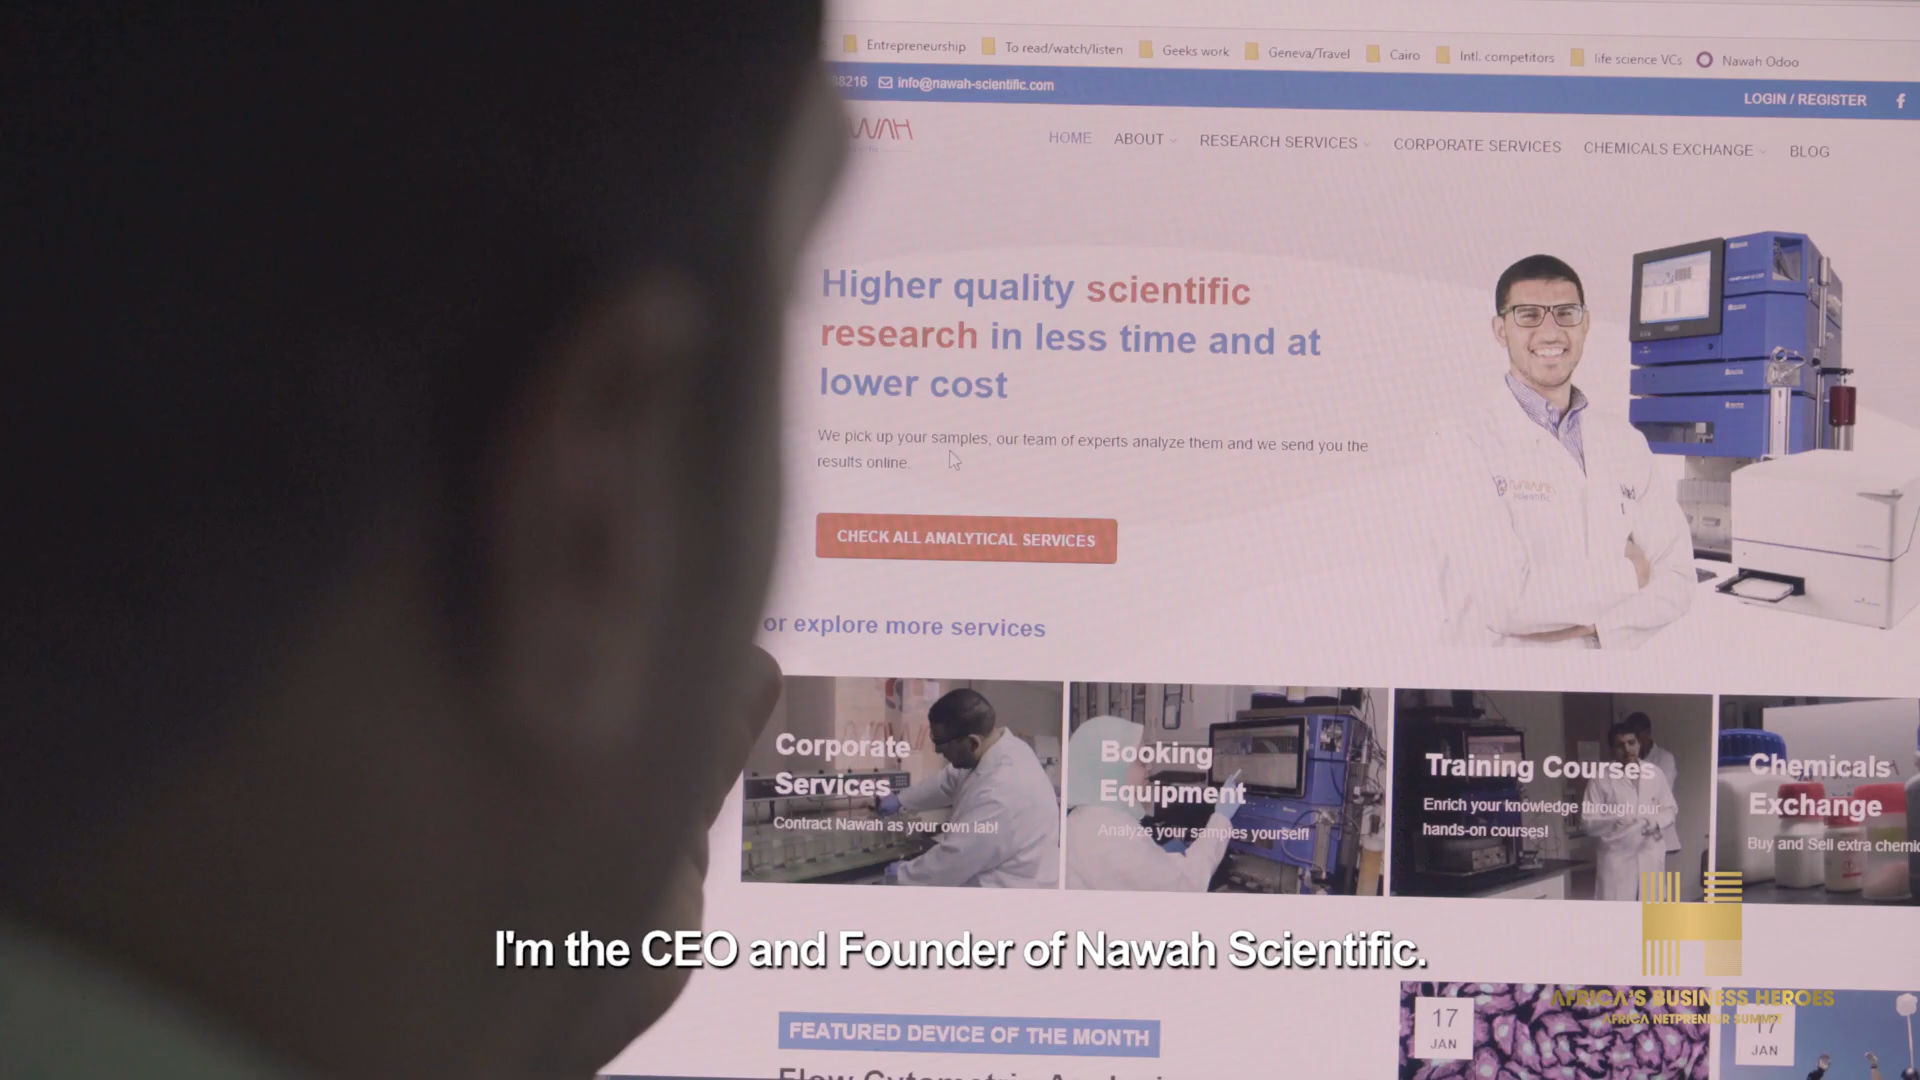 Entrepreneurship To read/watch/listen Geeks work Geneva/Travel Cairo Intl. competitors life science VCs Nawah Odoo
88216 info@nawah-scientific.com LOGIN / REGISTER
HOME ABOUT RESEARCH SERVICES CORPORATE SERVICES CHEMICALS EXCHANGE BLOG
Higher quality scientific
research in less time and at
lower cost
We pick up your samples, our team of experts analyze them and we send you the
results online.
CHECK ALL ANALYTICAL SERVICES
or explore more services
Corporate
Services
Contract Nawah as your own lab!
Booking
Equipment
Analyze your samples yourself!
Training Courses
Enrich your knowledge through our
hands-on courses!
Chemicals
Exchange
Buy and Sell extra
I'm the CEO and Founder of Nawah Scientific.
FEATURED DEVICE OF THE MONTH
17
JAN
17
JAN
AFRICA'S BUSINESS HEROES
AFRICA NETPRENEUR SUMMIT